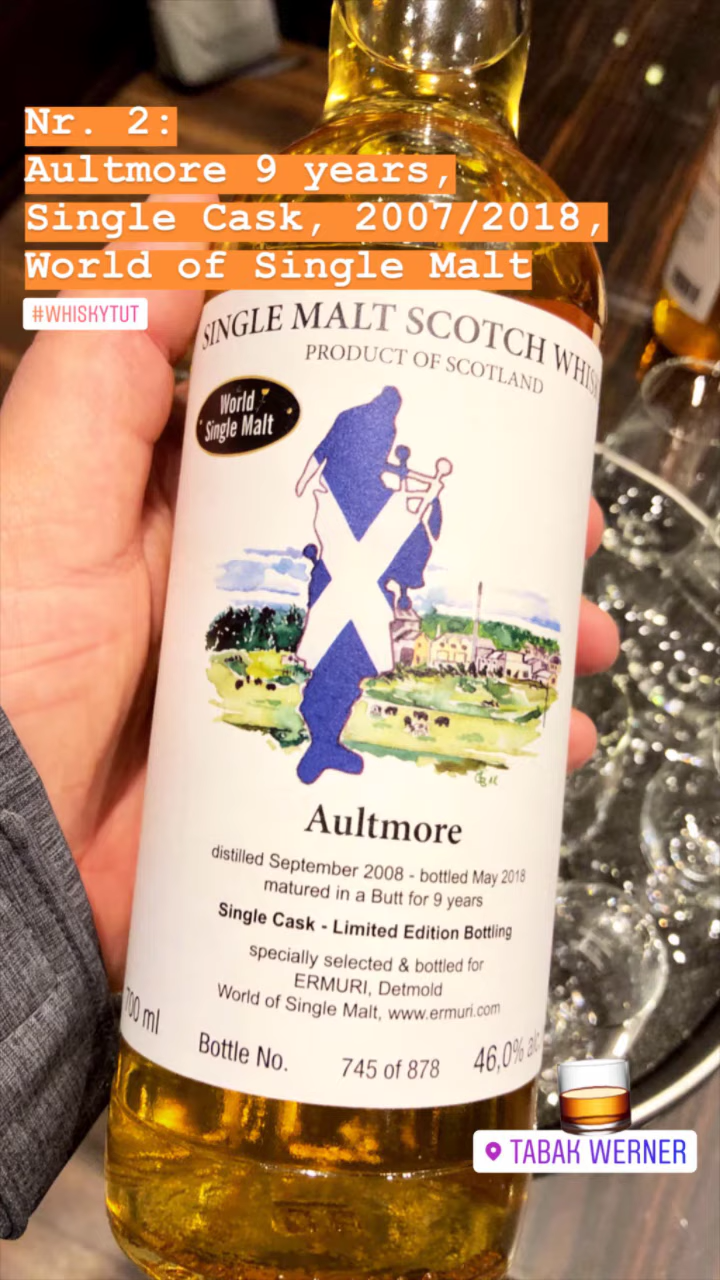 Nr. 2:
Aultmore 9 years,
Single Cask, 2007/2018,
World of Single Malt
#WHISKYTUT
SINGLE MALT SCOTCH WHIS
PRODUCT OF SCOTLAND
World
Single Malt
Aultmore
distilled September 2008 - bottled May 2018
matured in a Butt for 9 years
Single Cask - Limited Edition Bottling
specially selected & bottled for
ERMURI, Detmold
World of Single Malt, www.ermuri.com
700 ml
Bottle No. 745 of 878 46,0% alc
TABAK WERNER